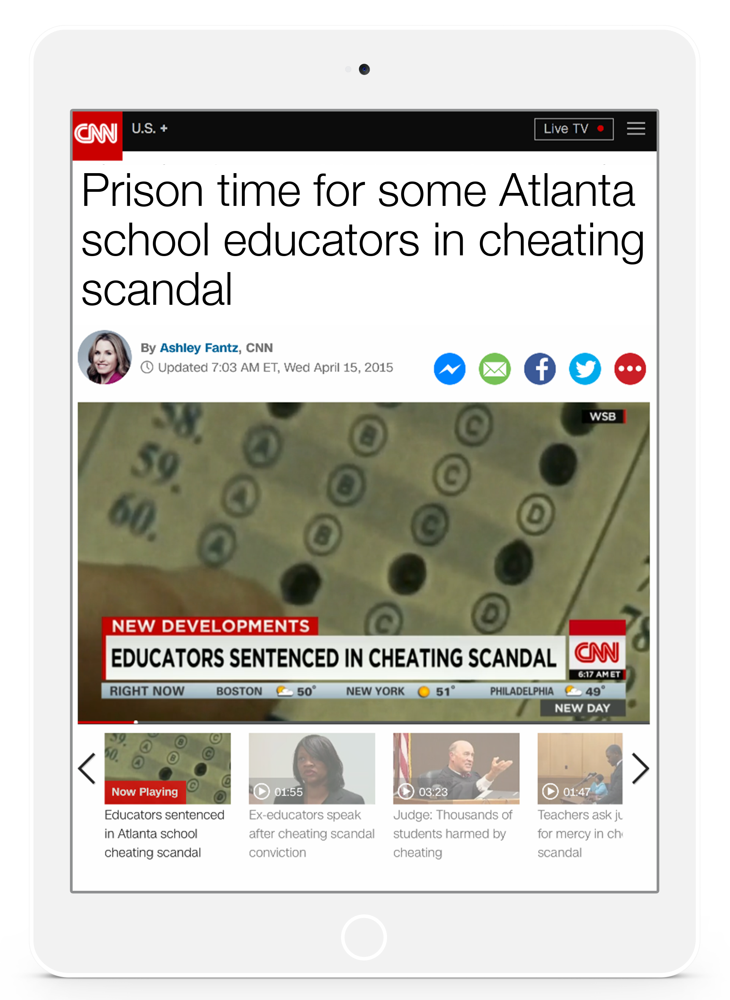 CNN
U.S. +
Live TV
Prison time for some Atlanta
school educators in cheating
scandal
By Ashley Fantz, CNN
Updated 7:03 AM ET, Wed April 15, 2015
WSB
58.
A B C
59.
A B C
60.
A B C D
C D
78
NEW DEVELOPMENTS
EDUCATORS SENTENCED IN CHEATING SCANDAL
CNN
6:17 AM ET
RIGHT NOW BOSTON 50° NEW YORK 51° PHILADELPHIA 49°
NEW DAY
59.
60.
A B C
A B C
C D
D
Now Playing
01:55
03:23
01:47
Educators sentenced
in Atlanta school
cheating scandal
Ex-educators speak
after cheating scandal
conviction
Judge: Thousands of
students harmed by
cheating
Teachers ask ju
for mercy in ch
scandal